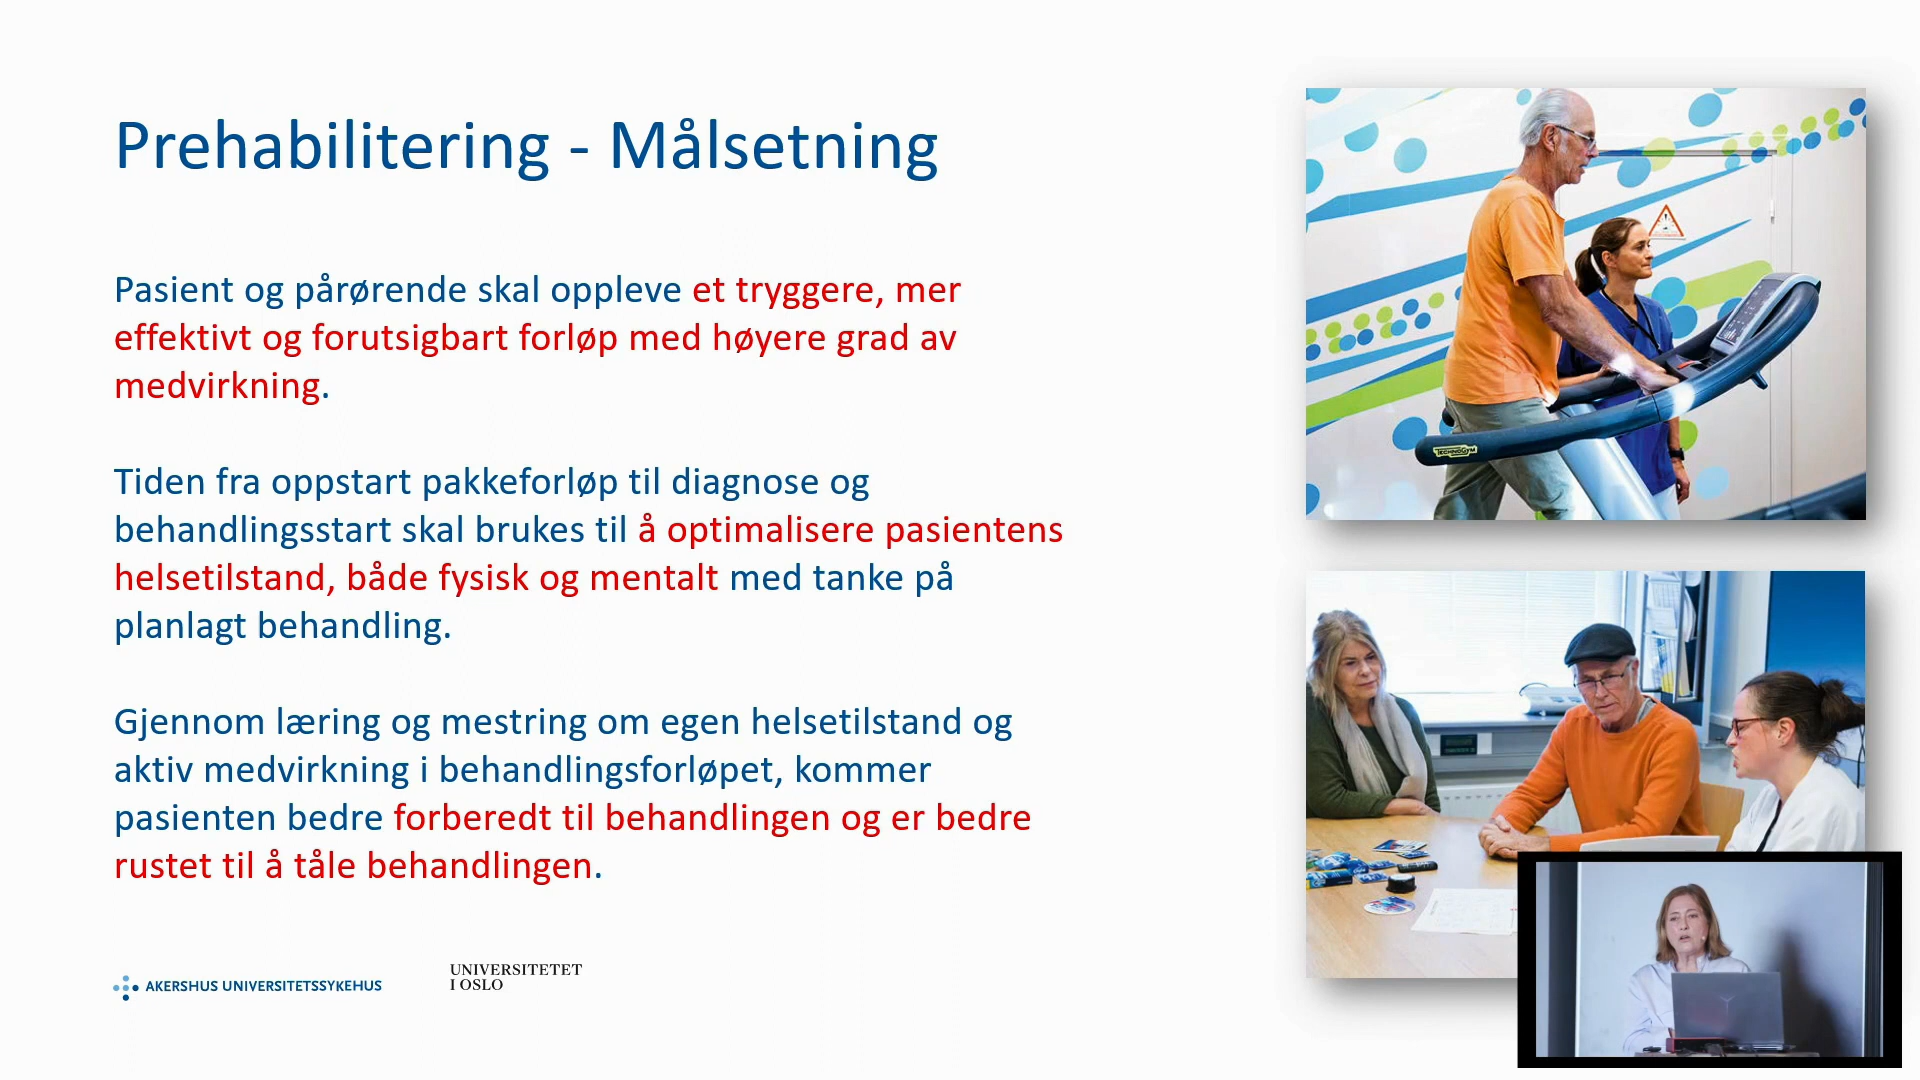 Prehabilitering - Målsetning
Pasient og pårørende skal oppleve et tryggere, mer
effektivt og forutsigbart forløp med høyere grad av
medvirkning.
Tiden fra oppstart pakkeforløp til diagnose og
behandlingsstart skal brukes til å optimalisere pasientens
helsetilstand, både fysisk og mentalt med tanke på
planlagt behandling.
Gjennom læring og mestring om egen helsetilstand og
aktiv medvirkning i behandlingsforløpet, kommer
pasienten bedre forberedt til behandlingen og er bedre
rustet til å tåle behandlingen.
AKERSHUS UNIVERSITETSSYKEHUS
UNIVERSITETET
I OSLO
TECHNOGYM